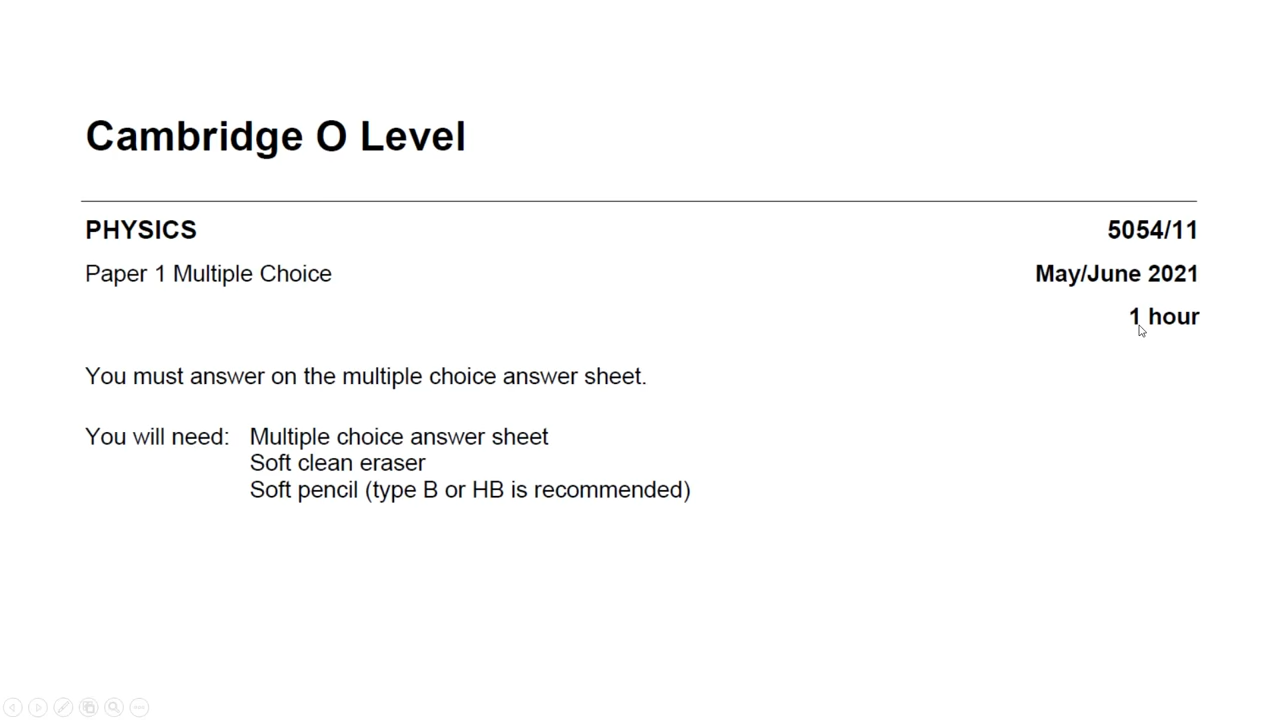 Cambridge O Level
PHYSICS 5054/11
Paper 1 Multiple Choice May/June 2021
1 hour
You must answer on the multiple choice answer sheet.
You will need: Multiple choice answer sheet
Soft clean eraser
Soft pencil (type B or HB is recommended)